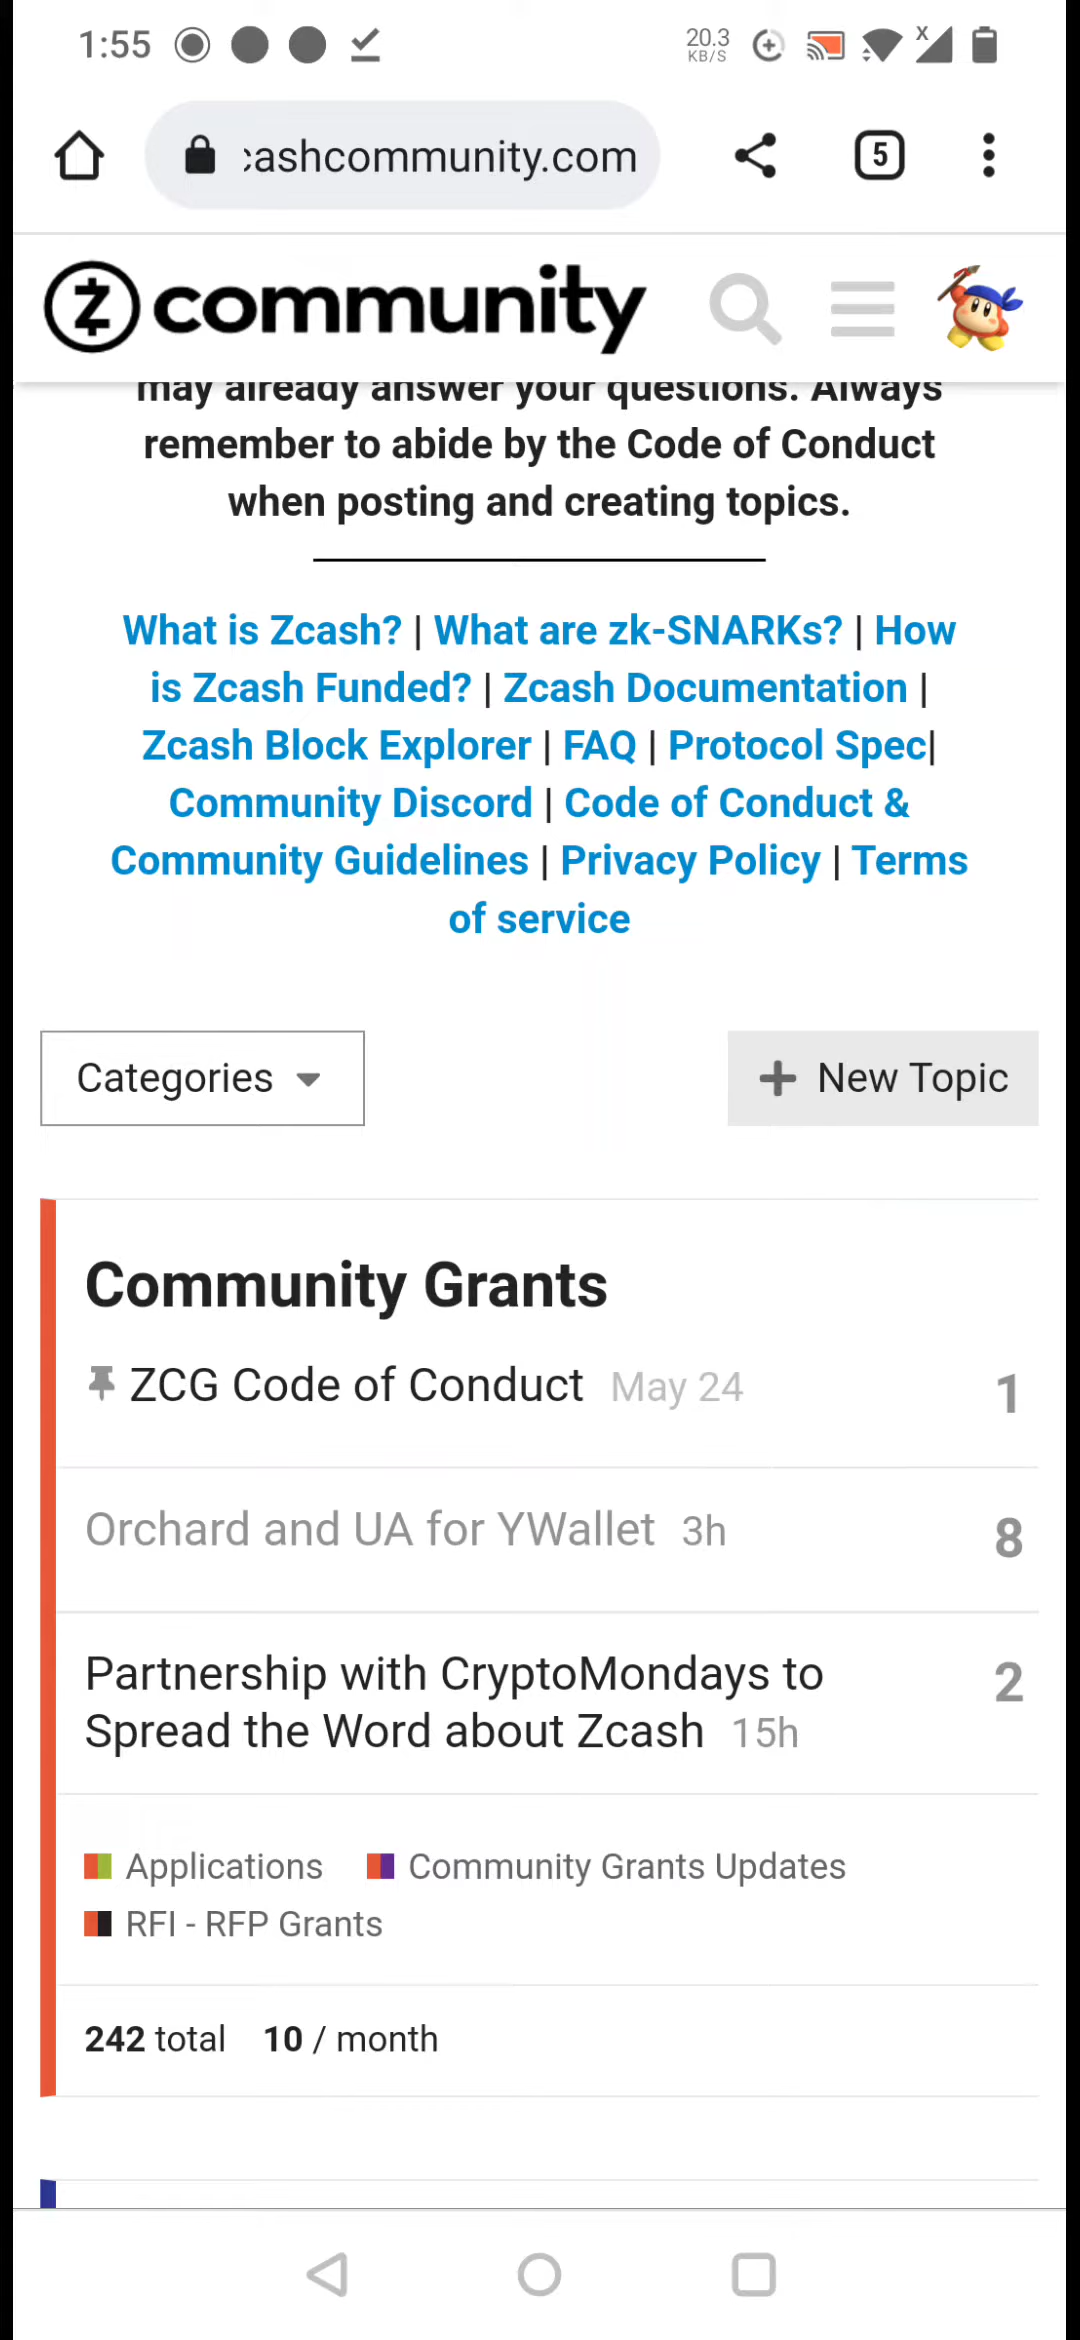 1:55
20.3
KB/S
X
:ashcommunity.com
5
community
may already answer your questions. Always
remember to abide by the Code of Conduct
when posting and creating topics.
What is Zcash? | What are zk-SNARKs? | How
is Zcash Funded? | Zcash Documentation |
Zcash Block Explorer | FAQ | Protocol Spec|
Community Discord | Code of Conduct &
Community Guidelines | Privacy Policy | Terms
of service
Categories
+ New Topic
Community Grants
ZCG Code of Conduct May 24 1
Orchard and UA for YWallet 3h 8
Partnership with CryptoMondays to 2
Spread the Word about Zcash 15h
Applications Community Grants Updates
RFI - RFP Grants
242 total 10 / month